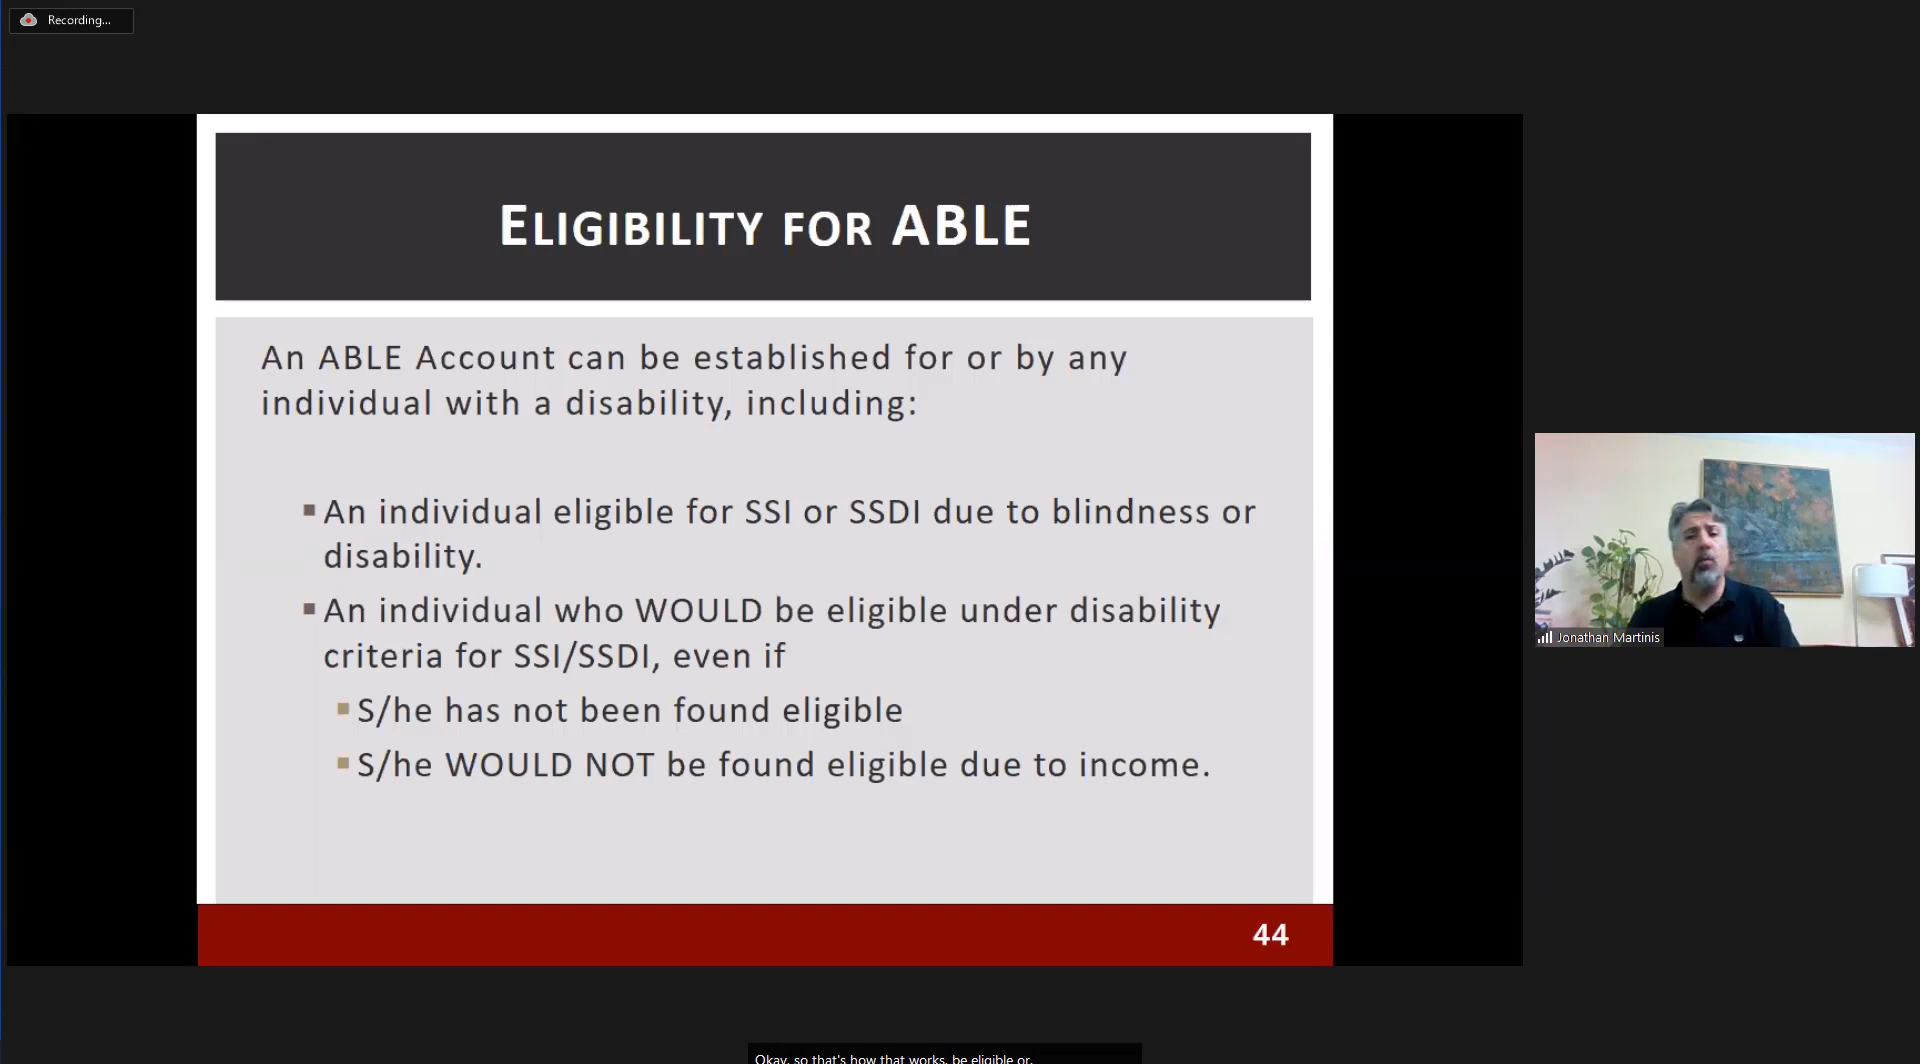 Recording...
ELIGIBILITY FOR ABLE
An ABLE Account can be established for or by any
individual with a disability, including:
▪ An individual eligible for SSI or SSDI due to blindness or
disability.
▪ An individual who WOULD be eligible under disability
criteria for SSI/SSDI, even if
▪ S/he has not been found eligible
▪ S/he WOULD NOT be found eligible due to income.
44
Jonathan Martinis
Okay, so that's how that works, be eligible or,